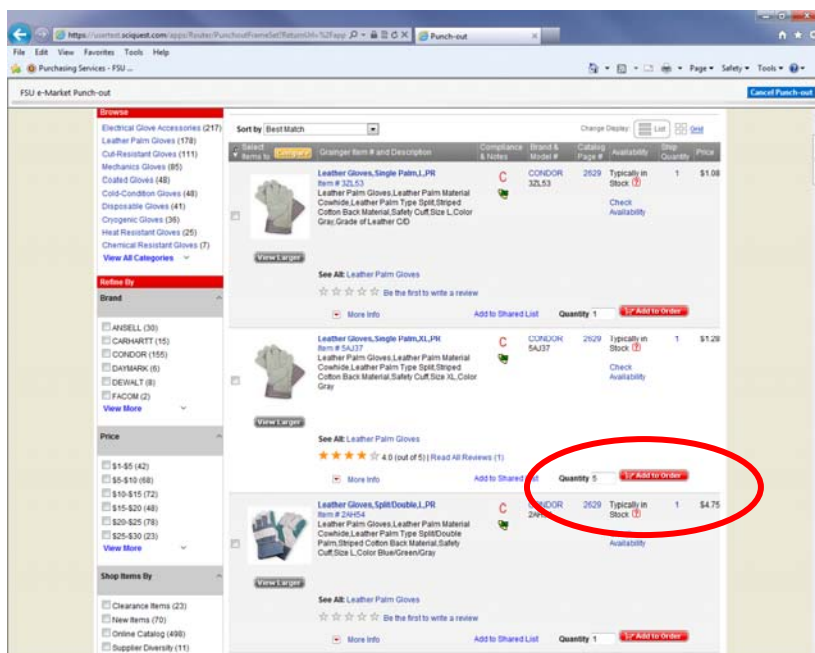 https://usertest.sciquest.com/apps/Router/PunchoutFrameSet?ReturnUrl=%2Fapp
Punch-out
File Edit View Favorites Tools Help
Purchasing Services - FSU ...
Page Safety Tools
FSU e-Market Punch-out
Cancel Punch-out
Browse
Electrical Glove Accessories (217)
Leather Palm Gloves (178)
Cut-Resistant Gloves (111)
Mechanics Gloves (85)
Coated Gloves (48)
Cold-Condition Gloves (48)
Disposable Gloves (41)
Cryogenic Gloves (36)
Heat Resistant Gloves (25)
Chemical Resistant Gloves (7)
View All Categories
Refine By
Brand
ANSELL (30)
CARHARTT (15)
CONDOR (155)
DAYMARK (6)
DEWALT (8)
FACOM (2)
View More
Price
$1-$5 (42)
$5-$10 (68)
$10-$15 (72)
$15-$20 (48)
$20-$25 (78)
$25-$30 (23)
View More
Shop Items By
Clearance Items (23)
New Items (70)
Online Catalog (498)
Supplier Diversity (11)
Sort by Best Match
Change Display: List Grid
Select Items to Compare
Grainger Item # and Description
Compliance & Notes
Brand & Model #
Catalog Page #
Availability
Ship Quantity
Price
Leather Gloves,Single Palm,L,PR
Item # 3ZL53
Leather Palm Gloves,Leather Palm Material
Cowhide,Leather Palm Type Split,Striped
Cotton Back Material,Safety Cuff,Size L,Color
Gray,Grade of Leather C/D
C
CONDOR
3ZL53
2629
Typically in
Stock
Check
Availability
1
$1.08
View Larger
See All: Leather Palm Gloves
Be the first to write a review
More Info
Add to Shared List
Quantity 1
Add to Order
Leather Gloves,Single Palm,XL,PR
Item # 5AJ37
Leather Palm Gloves,Leather Palm Material
Cowhide,Leather Palm Type Split,Striped
Cotton Back Material,Safety Cuff,Size XL,Color
Gray
C
CONDOR
5AJ37
2629
Typically in
Stock
Check
Availability
1
$1.29
View Larger
See All: Leather Palm Gloves
4.0 (out of 5) | Read All Reviews (1)
More Info
Add to Shared List
Quantity 5
Add to Order
Leather Gloves,Split/Double,L,PR
Item # 2AH54
Leather Palm Gloves,Leather Palm Material
Cowhide,Leather Palm Type Split/Double
Palm,Striped Cotton Back Material,Safety
Cuff,Size L,Color Blue/Green/Gray
C
CONDOR
2AH54
2629
Typically in
Stock
Availability
1
$4.75
View Larger
See All: Leather Palm Gloves
Be the first to write a review
More Info
Add to Shared List
Quantity 1
Add to Order